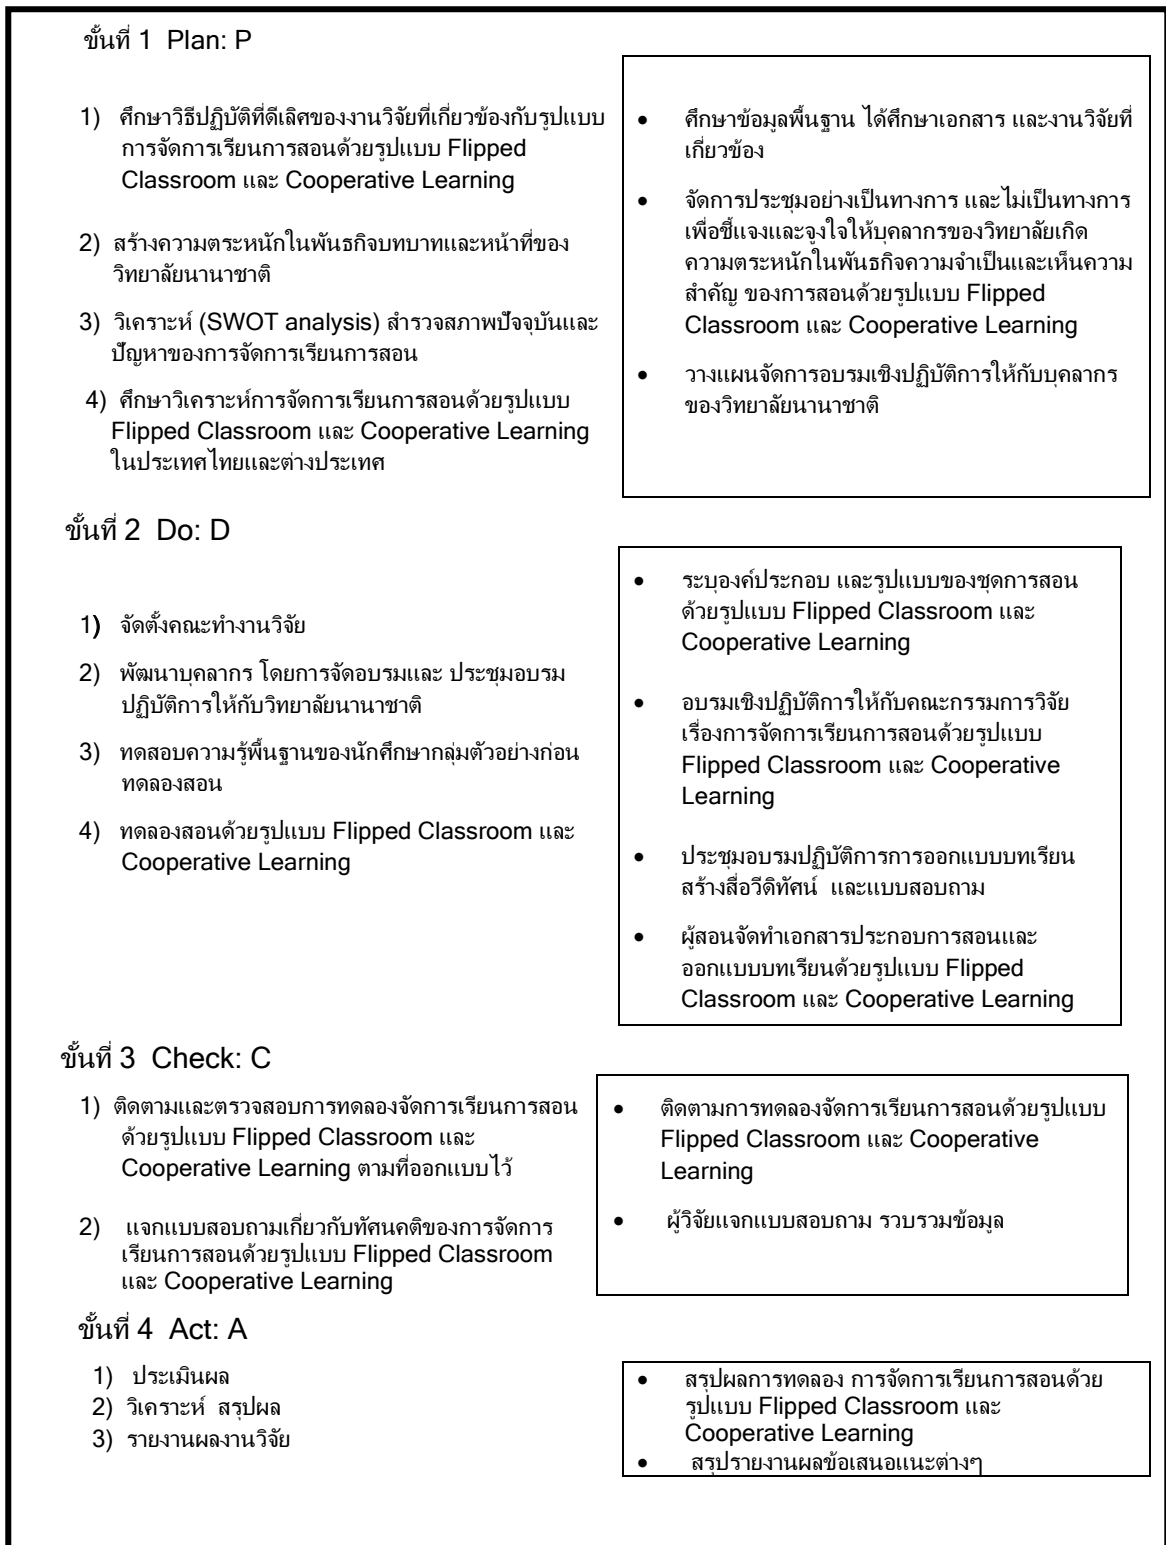 ขั้นที่ 1 Plan: P
1) ศึกษาวิธีปฏิบัติที่ดีเลิศของงานวิจัยที่เกี่ยวข้องกับรูปแบบ
การจัดการเรียนการสอนด้วยรูปแบบ Flipped
Classroom และ Cooperative Learning
2) สร้างความตระหนักในพันธกิจบทบาทและหน้าที่ของ
วิทยาลัยนานาชาติ
3) วิเคราะห์ (SWOT analysis) สำรวจสภาพปัจจุบันและ
ปัญหาของการจัดการเรียนการสอน
4) ศึกษาวิเคราะห์การจัดการเรียนการสอนด้วยรูปแบบ
Flipped Classroom และ Cooperative Learning
ในประเทศไทยและต่างประเทศ
• ศึกษาข้อมูลพื้นฐาน ได้ศึกษาเอกสาร และงานวิจัยที่
เกี่ยวข้อง
• จัดการประชุมอย่างเป็นทางการ และไม่เป็นทางการ
เพื่อชี้แจงและจูงใจให้บุคลากรของวิทยาลัยเกิด
ความตระหนักในพันธกิจความจำเป็นและเห็นความ
สำคัญ ของการสอนด้วยรูปแบบ Flipped
Classroom และ Cooperative Learning
• วางแผนจัดการอบรมเชิงปฏิบัติการให้กับบุคลากร
ของวิทยาลัยนานาชาติ
ขั้นที่ 2 Do: D
1) จัดตั้งคณะทำงานวิจัย
2) พัฒนาบุคลากร โดยการจัดอบรมและ ประชุมอบรม
ปฏิบัติการให้กับวิทยาลัยนานาชาติ
3) ทดสอบความรู้พื้นฐานของนักศึกษากลุ่มตัวอย่างก่อน
ทดลองสอน
4) ทดลองสอนด้วยรูปแบบ Flipped Classroom และ
Cooperative Learning
• ระบุองค์ประกอบ และรูปแบบของชุดการสอน
ด้วยรูปแบบ Flipped Classroom และ
Cooperative Learning
• อบรมเชิงปฏิบัติการให้กับคณะกรรมการวิจัย
เรื่องการจัดการเรียนการสอนด้วยรูปแบบ
Flipped Classroom และ Cooperative
Learning
• ประชุมอบรมปฏิบัติการการออกแบบบทเรียน
สร้างสื่อวีดิทัศน์ และแบบสอบถาม
• ผู้สอนจัดทำเอกสารประกอบการสอนและ
ออกแบบบทเรียนด้วยรูปแบบ Flipped
Classroom และ Cooperative Learning
ขั้นที่ 3 Check: C
1) ติดตามและตรวจสอบการทดลองจัดการเรียนการสอน
ด้วยรูปแบบ Flipped Classroom และ
Cooperative Learning ตามที่ออกแบบไว้
2) แจกแบบสอบถามเกี่ยวกับทัศนคติของการจัดการ
เรียนการสอนด้วยรูปแบบ Flipped Classroom
และ Cooperative Learning
• ติดตามการทดลองจัดการเรียนการสอนด้วยรูปแบบ
Flipped Classroom และ Cooperative
Learning
• ผู้วิจัยแจกแบบสอบถาม รวบรวมข้อมูล
ขั้นที่ 4 Act: A
1) ประเมินผล
2) วิเคราะห์ สรุปผล
3) รายงานผลงานวิจัย
• สรุปผลการทดลอง การจัดการเรียนการสอนด้วย
รูปแบบ Flipped Classroom และ
Cooperative Learning
• สรุปรายงานผลข้อเสนอแนะต่างๆ